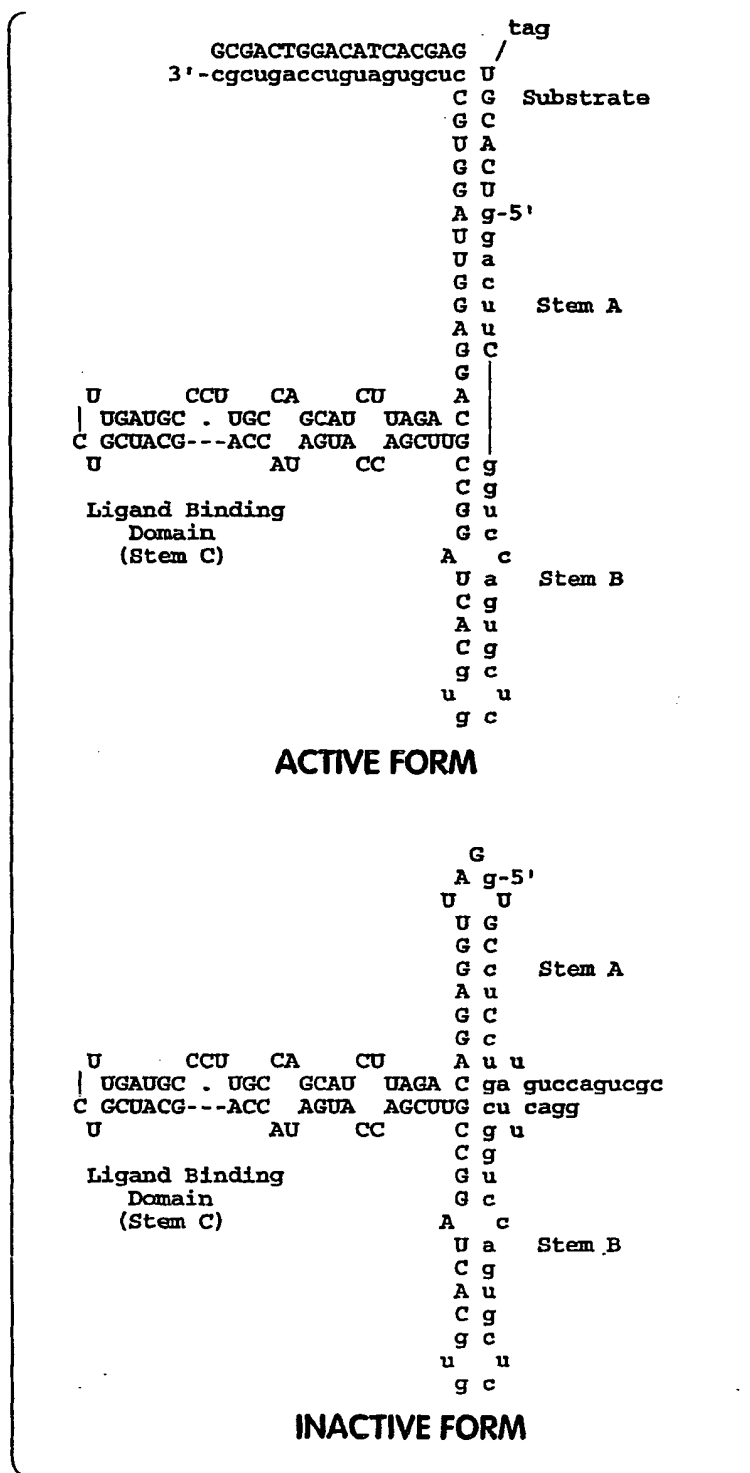 tag
GCGACTGGACATCACGAG /
3'-cgcugaccuguagugcuc U
C G Substrate
G C
U A
G C
G U
A g-5'
U g
U a
G c
G u Stem A
A u
G C
G
U CCU CA CU A
| UGAUGC . UGC GCAU UAGA C
C GCUACG---ACC AGUA AGCUUG
U AU CC C g
C g
Ligand Binding G u
Domain G c
(Stem C) A c
U a Stem B
C g
A u
C g
g c
u u
g c
ACTIVE FORM
G
A g-5'
U U
U G
G C
G c Stem A
A u
G C
G c
U CCU CA CU A u u
| UGAUGC . UGC GCAU UAGA C ga guccagucgc
C GCUACG---ACC AGUA AGCUUG cu cagg
U AU CC C g u
C g
Ligand Binding G u
Domain G c
(Stem C) A c
U a Stem B
C g
A u
C g
g c
u u
g c
INACTIVE FORM